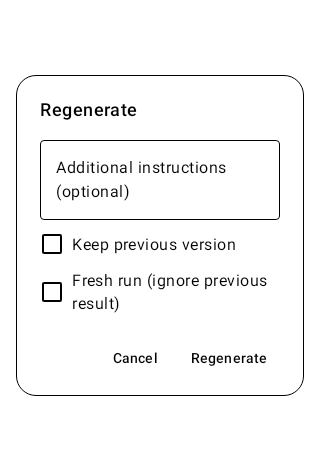 Regenerate
Additional instructions
(optional)
Keep previous version
Fresh run (ignore previous
result)
Cancel Regenerate